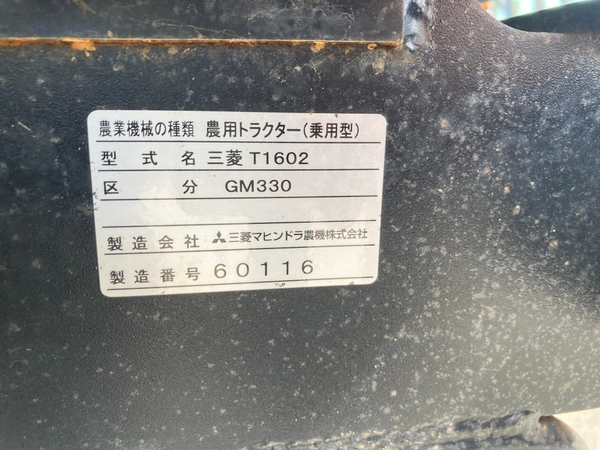 農業機械の種類 農用トラクター(乗用型)
型式名 三菱 T1602
区分 GM330
製造会社 三菱マヒンドラ農機株式会社
製造番号 60116